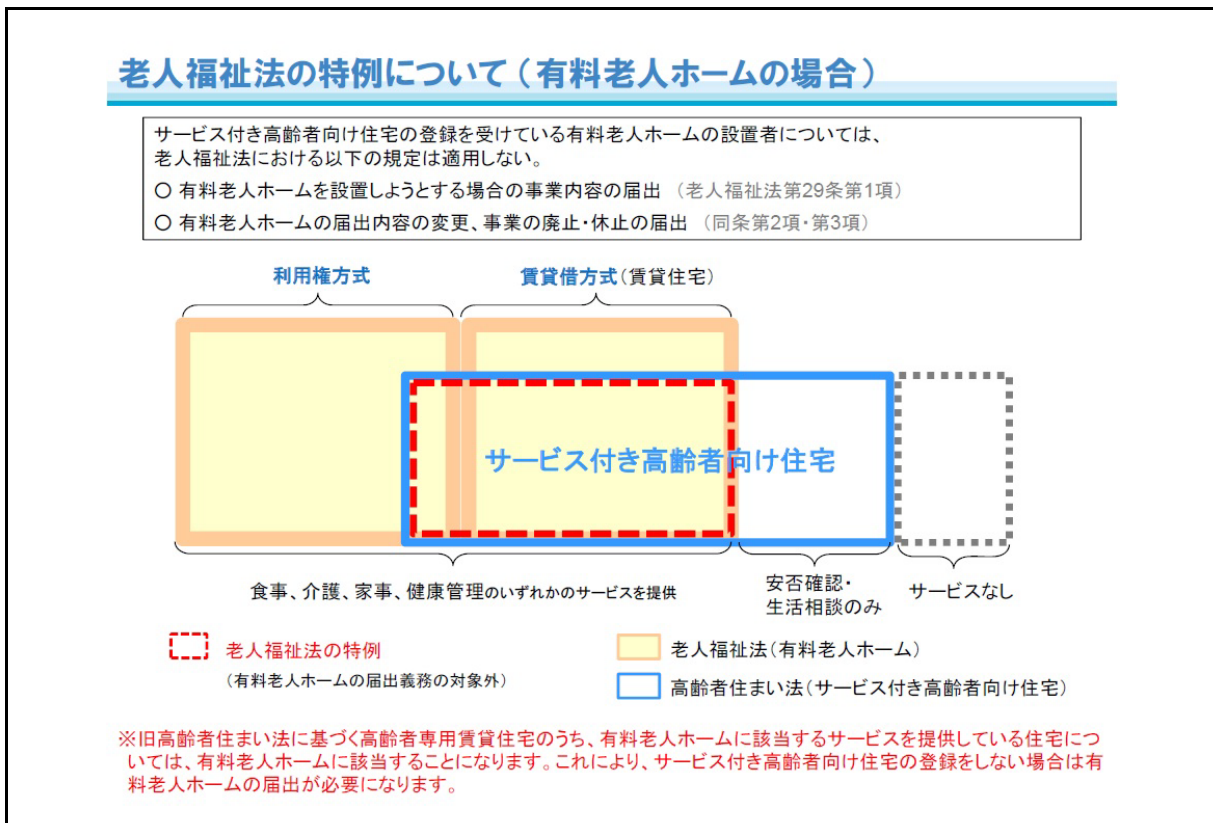 老人福祉法の特例について(有料老人ホームの場合)
サービス付き高齢者向け住宅の登録を受けている有料老人ホームの設置者については、
老人福祉法における以下の規定は適用しない。
○ 有料老人ホームを設置しようとする場合の事業内容の届出 (老人福祉法第29条第1項)
○ 有料老人ホームの届出内容の変更、事業の廃止・休止の届出 (同条第2項・第3項)
利用権方式
賃貸借方式(賃貸住宅)
サービス付き高齢者向け住宅
食事、介護、家事、健康管理のいずれかのサービスを提供
安否確認・
生活相談のみ
サービスなし
老人福祉法の特例
(有料老人ホームの届出義務の対象外)
老人福祉法(有料老人ホーム)
高齢者住まい法(サービス付き高齢者向け住宅)
※旧高齢者住まい法に基づく高齢者専用賃貸住宅のうち、有料老人ホームに該当するサービスを提供している住宅につ
いては、有料老人ホームに該当することになります。これにより、サービス付き高齢者向け住宅の登録をしない場合は有
料老人ホームの届出が必要になります。